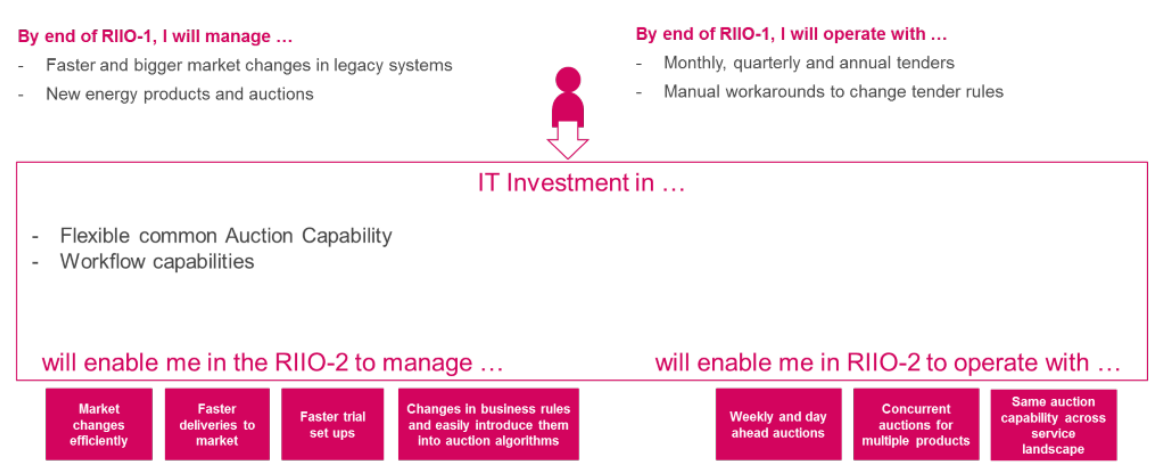 By end of RIIO-1, I will manage …
- Faster and bigger market changes in legacy systems
- New energy products and auctions
By end of RIIO-1, I will operate with …
- Monthly, quarterly and annual tenders
- Manual workarounds to change tender rules
IT Investment in …
- Flexible common Auction Capability
- Workflow capabilities
will enable me in the RIIO-2 to manage …
will enable me in RIIO-2 to operate with …
Market
changes
efficiently
Faster
deliveries to
market
Faster trial
set ups
Changes in business rules
and easily introduce them
into auction algorithms
Weekly and day
ahead auctions
Concurrent
auctions for
multiple products
Same auction
capability across
service
landscape